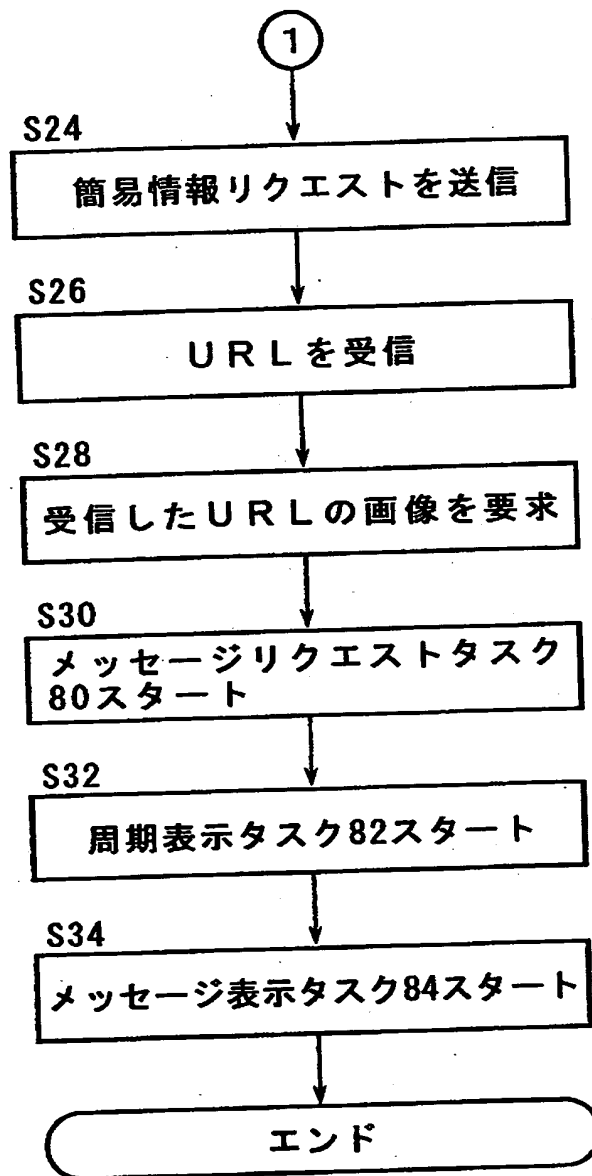 1
S24
簡易情報リクエストを送信
S26
URLを受信
S28
受信したURLの画像を要求
S30
メッセージリクエストタスク
80スタート
S32
周期表示タスク82スタート
S34
メッセージ表示タスク84スタート
エンド